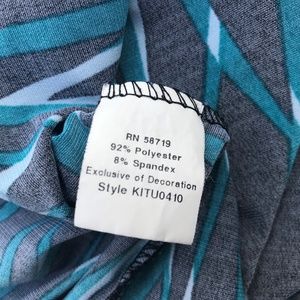 RN 58719
92% Polyester
8% Spandex
Exclusive of Decoration
Style KITU0410